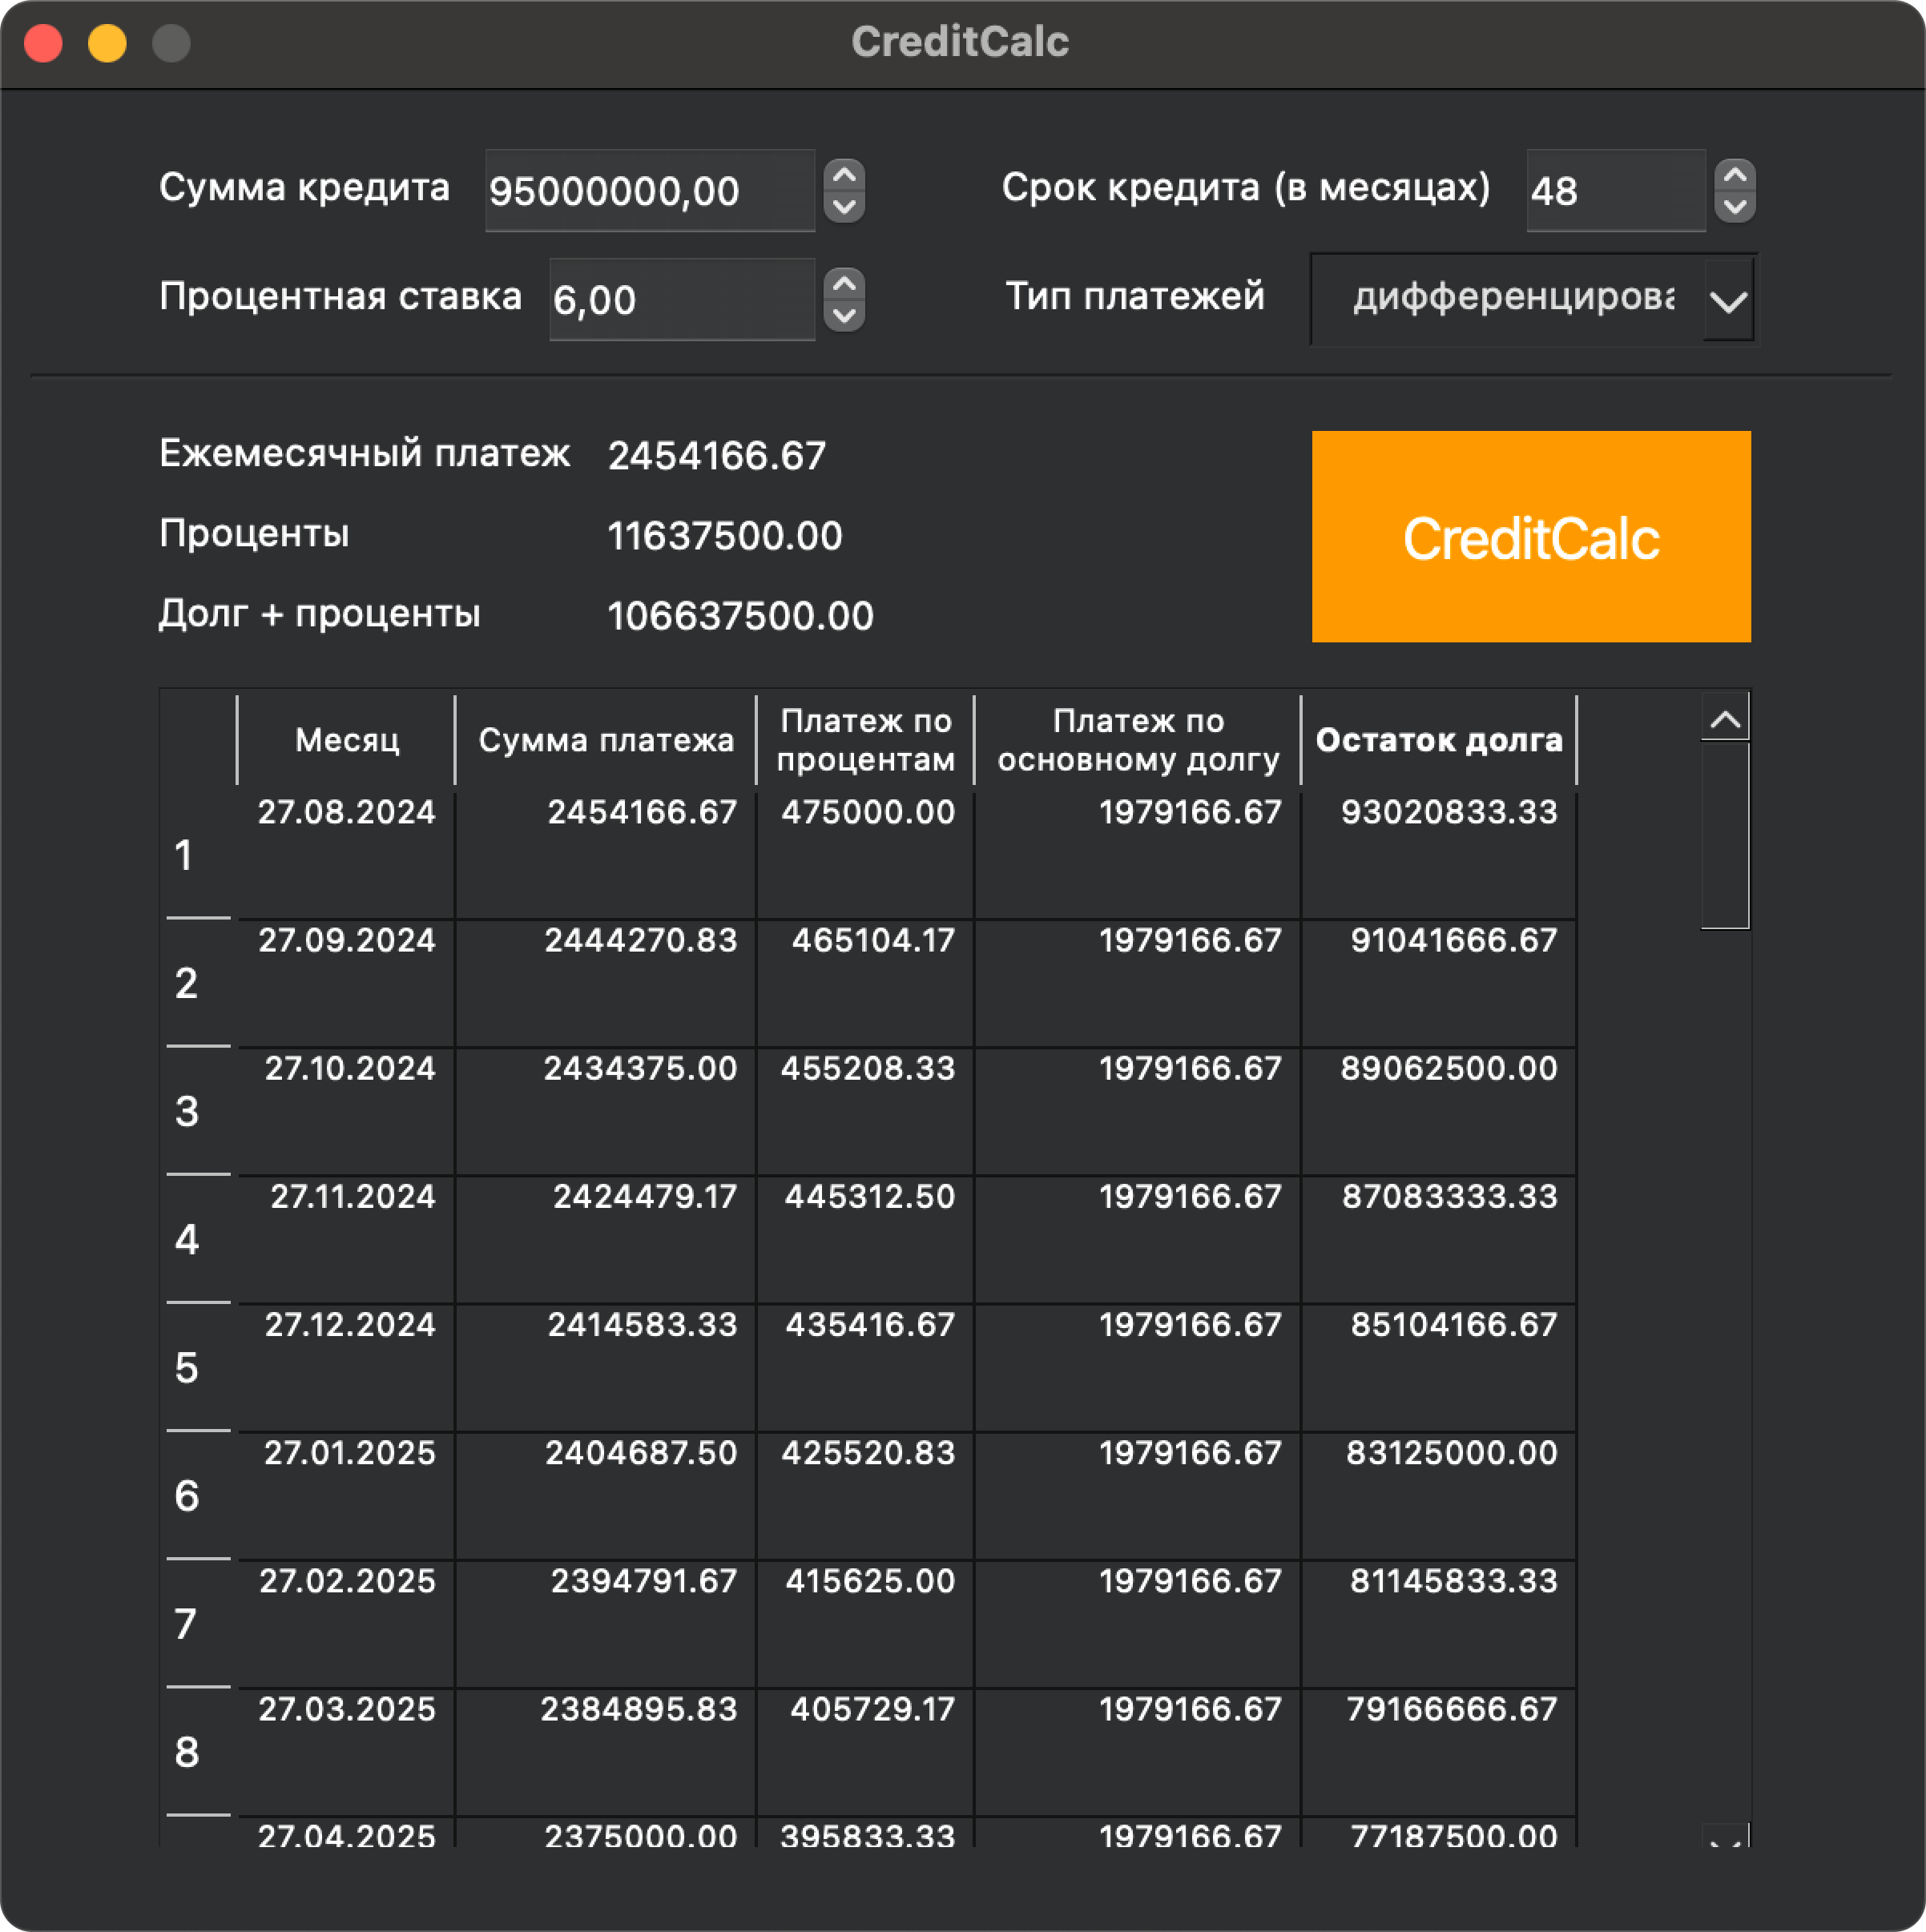 CreditCalc
Сумма кредита 95000000,00 Срок кредита (в месяцах) 48
Процентная ставка 6,00 Тип платежей дифференцирова
Ежемесячный платеж 2454166.67
Проценты 11637500.00
CreditCalc
Долг + проценты 106637500.00
Месяц Сумма платежа Платеж по процентам Платеж по основному долгу Остаток долга
1 27.08.2024 2454166.67 475000.00 1979166.67 93020833.33
2 27.09.2024 2444270.83 465104.17 1979166.67 91041666.67
3 27.10.2024 2434375.00 455208.33 1979166.67 89062500.00
4 27.11.2024 2424479.17 445312.50 1979166.67 87083333.33
5 27.12.2024 2414583.33 435416.67 1979166.67 85104166.67
6 27.01.2025 2404687.50 425520.83 1979166.67 83125000.00
7 27.02.2025 2394791.67 415625.00 1979166.67 81145833.33
8 27.03.2025 2384895.83 405729.17 1979166.67 79166666.67
27.04.2025 2375000.00 395833.33 1979166.67 77187500.00